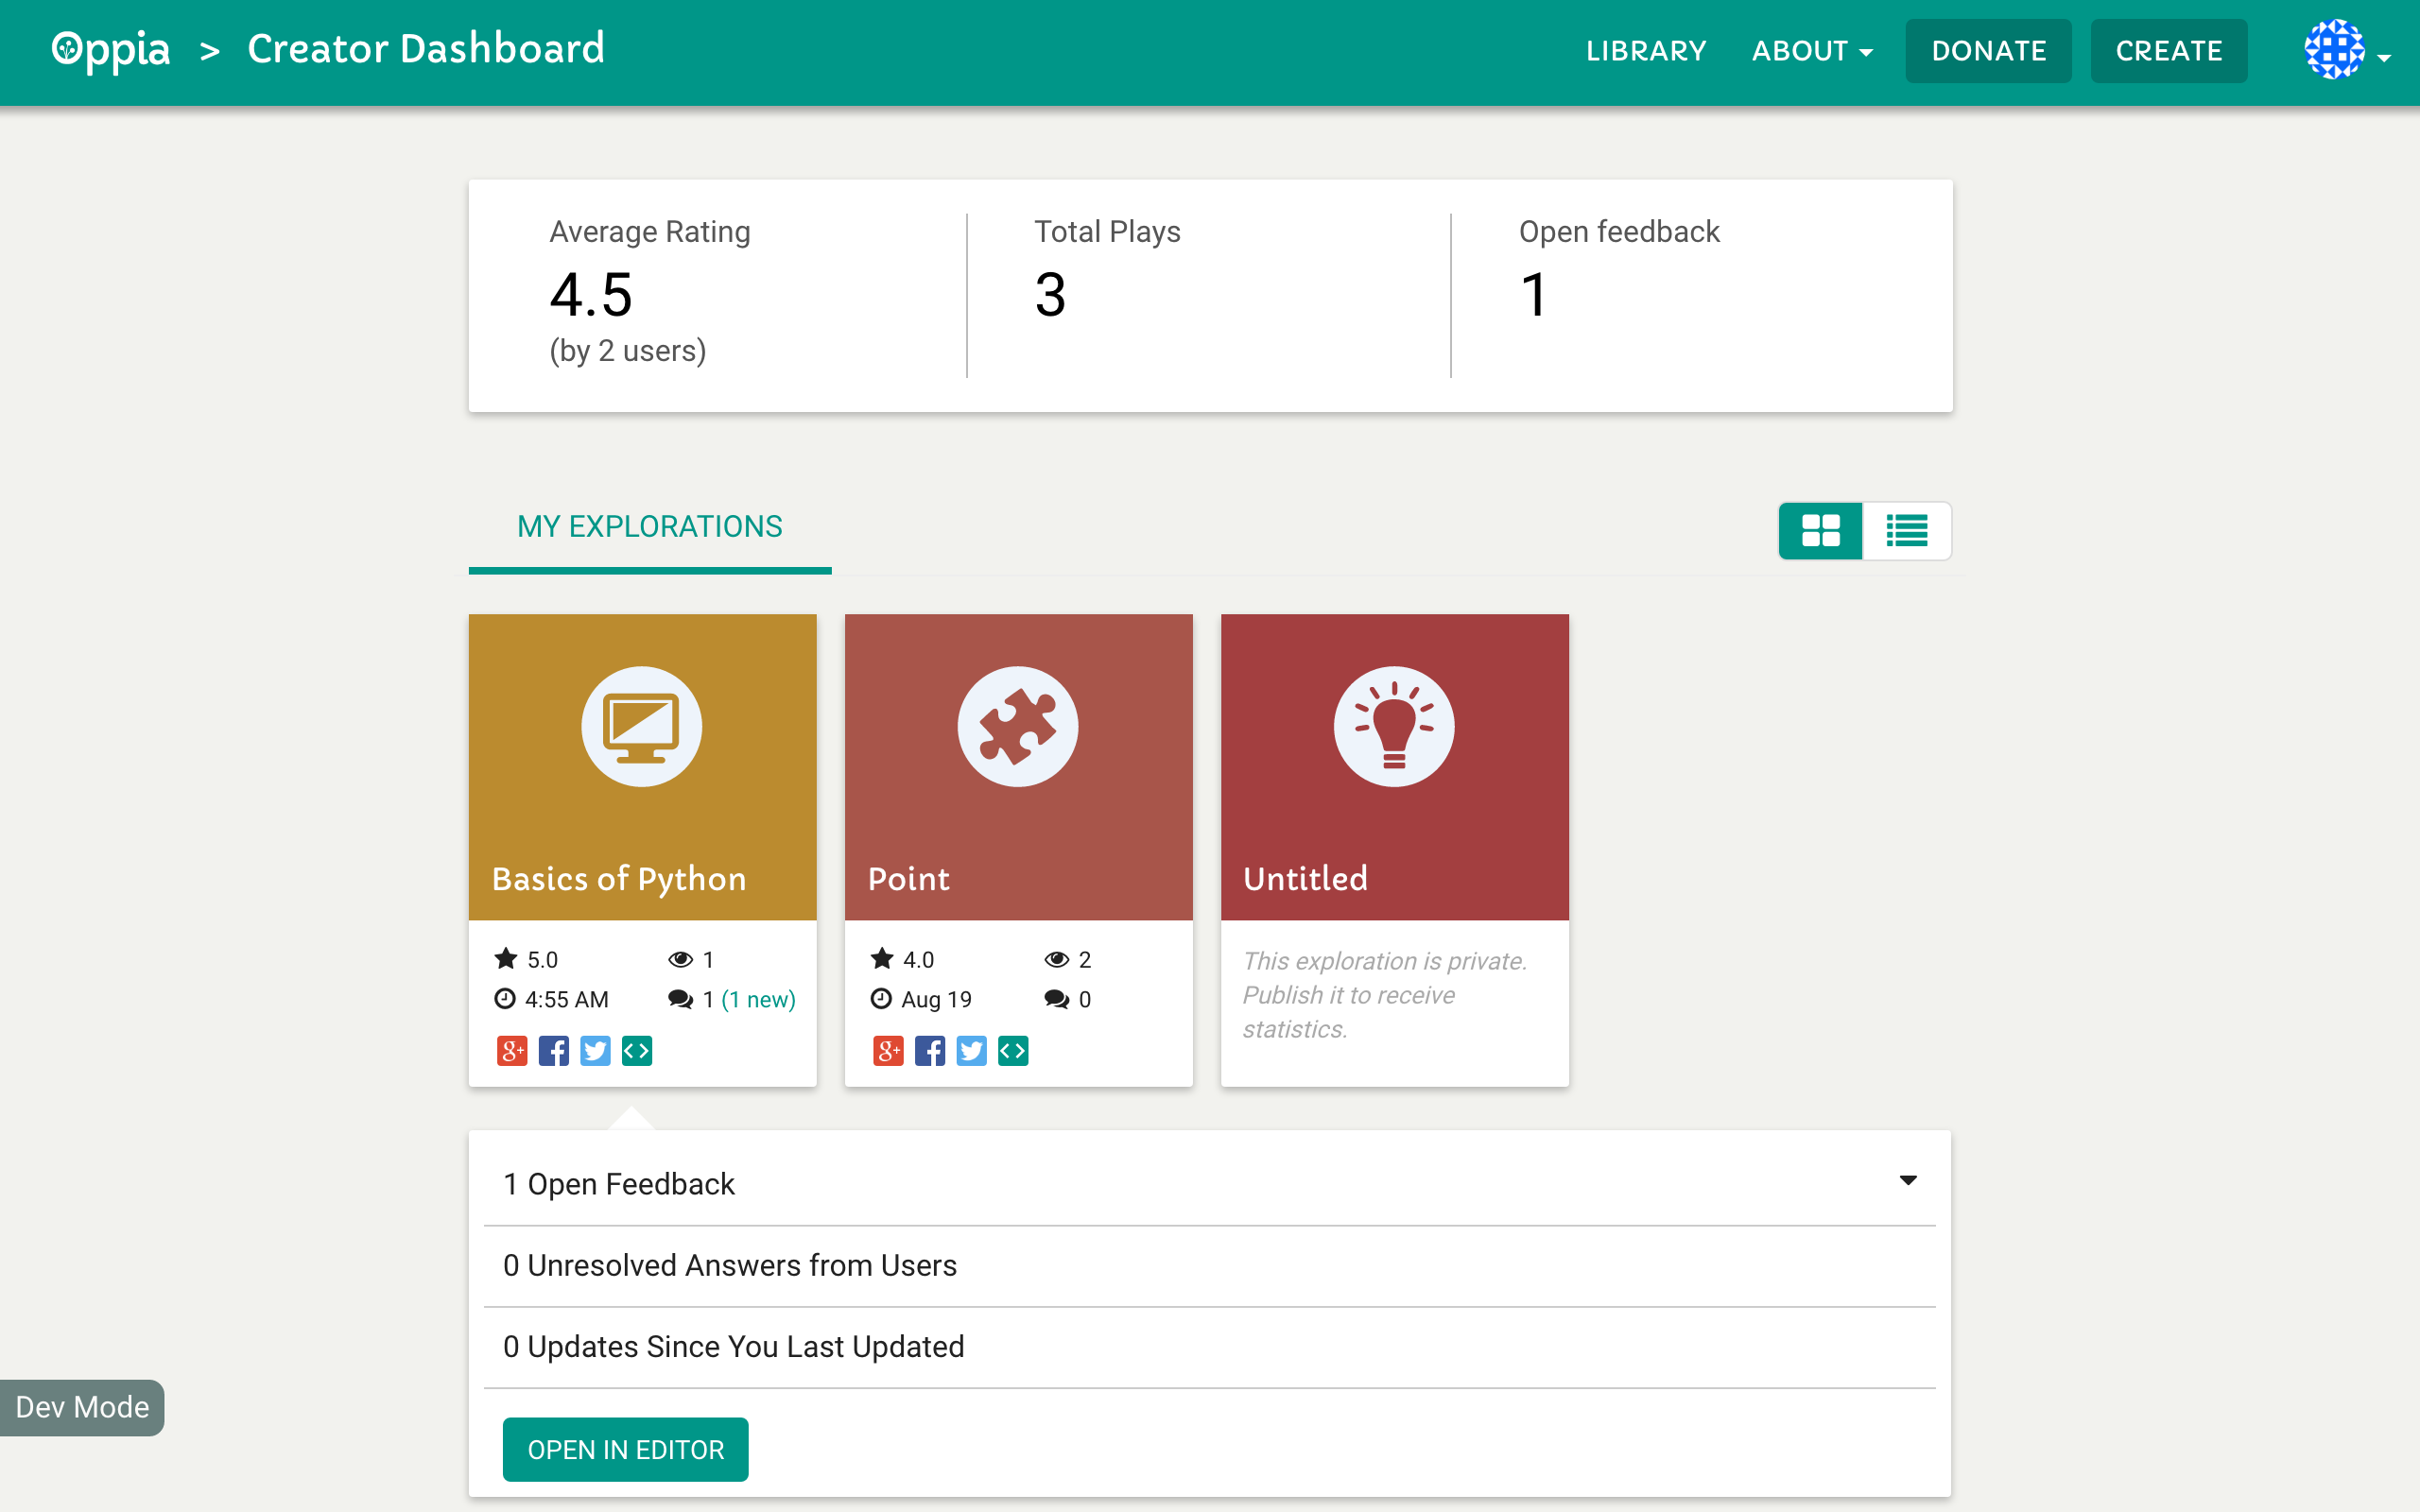 Oppia > Creator Dashboard
LIBRARY ABOUT DONATE CREATE
Average Rating
4.5
(by 2 users)
Total Plays
3
Open feedback
1
MY EXPLORATIONS
Basics of Python
5.0 1
4:55 AM 1 (1 new)
g+ f <>
Point
4.0 2
Aug 19 0
g+ f <>
Untitled
This exploration is private.
Publish it to receive
statistics.
1 Open Feedback
0 Unresolved Answers from Users
0 Updates Since You Last Updated
OPEN IN EDITOR
Dev Mode